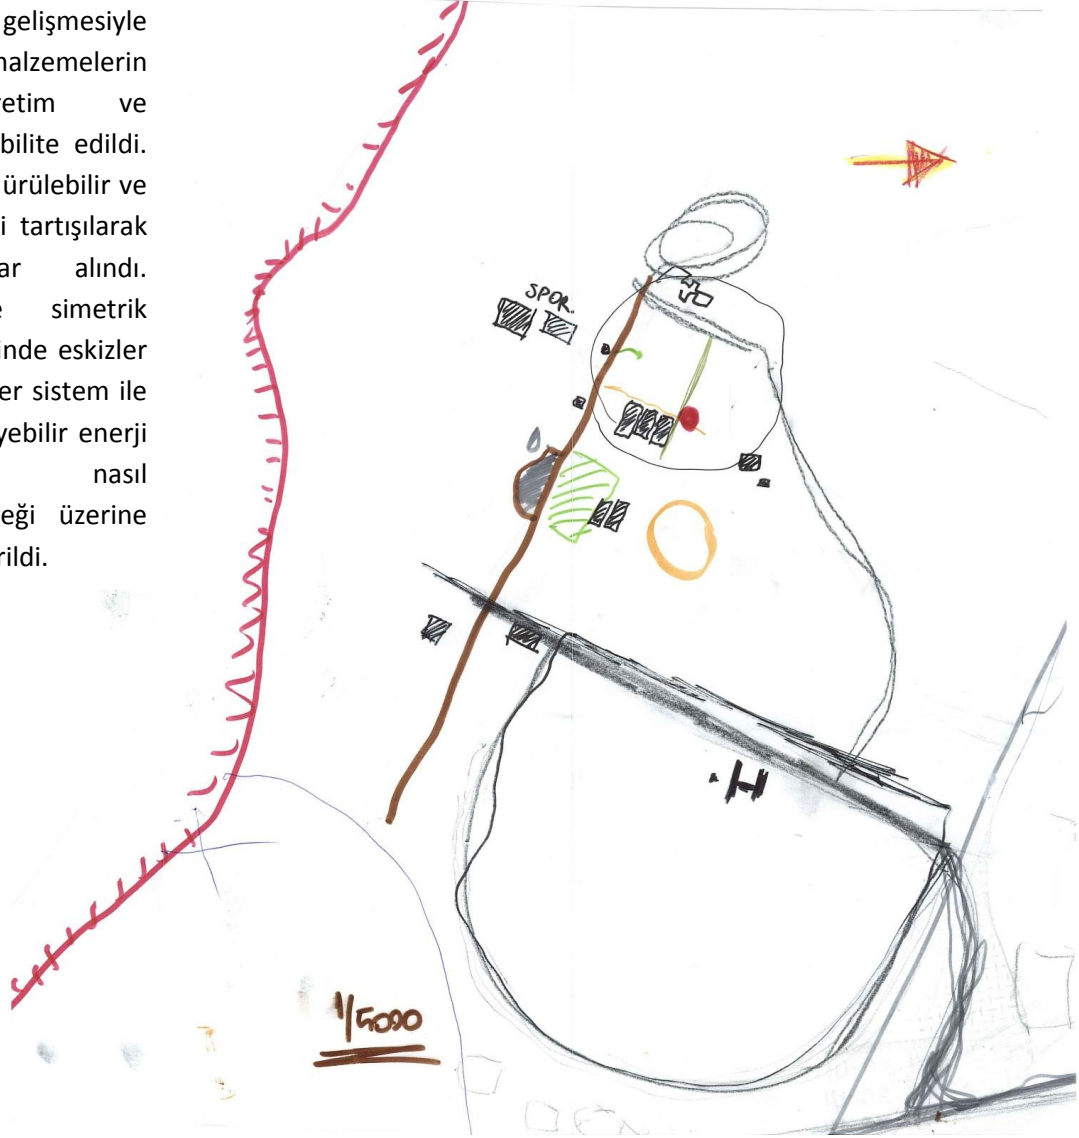 gelişmesiyle
malzemelerin
retim ve
bilite edildi.
ürülebilir ve
i tartışılarak
ar alındı.
e simetrik
inde eskizler
er sistem ile
yebilir enerji
nasıl
eği üzerine
rildi.
SPOR.
1/5000